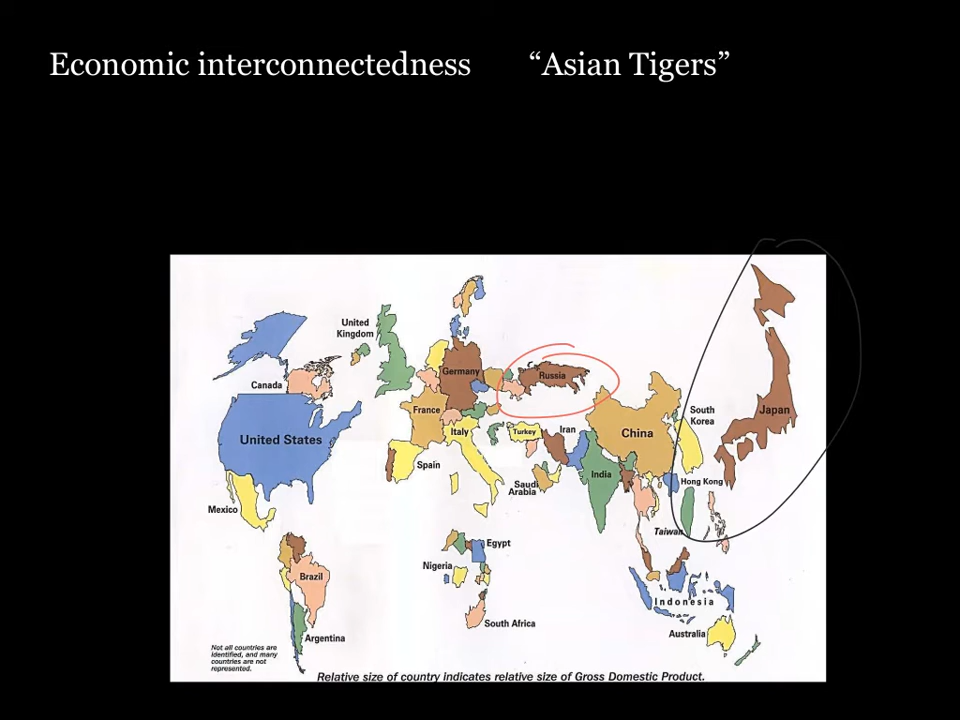 Economic interconnectedness
“Asian Tigers”
United
Kingdom
Canada
Germany
Russia
France
United States
Italy
Turkey
Iran
China
South
Korea
Japan
Spain
Saudi
Arabia
India
Hong Kong
Mexico
Taiwan
Egypt
Nigeria
Brazil
Indonesia
South Africa
Australia
Argentina
Not all countries are
identified, and many
countries are not
represented.
Relative size of country indicates relative size of Gross Domestic Product.